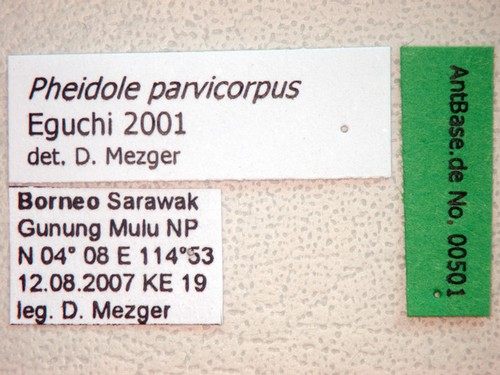 Pheidole parvicorpus
Eguchi 2001
det. D. Mezger
Borneo Sarawak
Gunung Mulu NP
N 04° 08 E 114°53
12.08.2007 KE 19
leg. D. Mezger
AntBase.de No. 00501